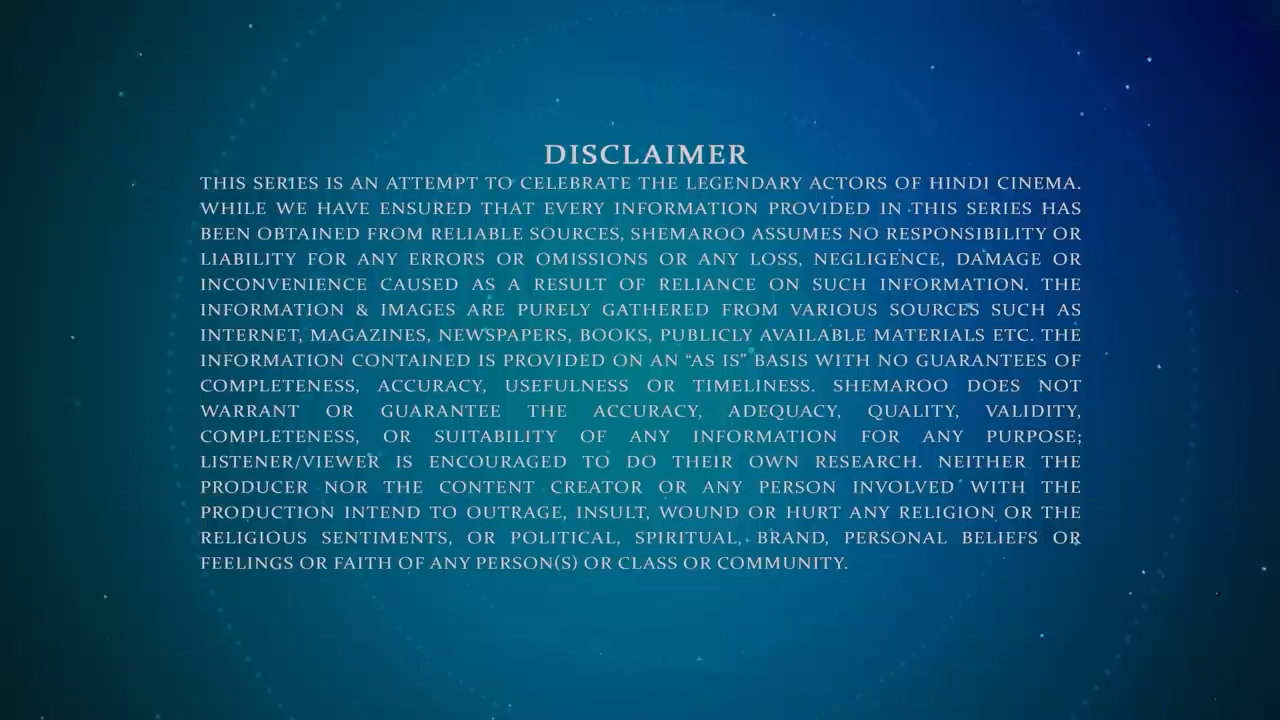 DISCLAIMER
THIS SERIES IS AN ATTEMPT TO CELEBRATE THE LEGENDARY ACTORS OF HINDI CINEMA.
WHILE WE HAVE ENSURED THAT EVERY INFORMATION PROVIDED IN THIS SERIES HAS
BEEN OBTAINED FROM RELIABLE SOURCES, SHEMAROO ASSUMES NO RESPONSIBILITY OR
LIABILITY FOR ANY ERRORS OR OMISSIONS OR ANY LOSS, NEGLIGENCE, DAMAGE OR
INCONVENIENCE CAUSED AS A RESULT OF RELIANCE ON SUCH INFORMATION. THE
INFORMATION & IMAGES ARE PURELY GATHERED FROM VARIOUS SOURCES SUCH AS
INTERNET, MAGAZINES, NEWSPAPERS, BOOKS, PUBLICLY AVAILABLE MATERIALS ETC. THE
INFORMATION CONTAINED IS PROVIDED ON AN “AS IS” BASIS WITH NO GUARANTEES OF
COMPLETENESS, ACCURACY, USEFULNESS OR TIMELINESS. SHEMAROO DOES NOT
WARRANT OR GUARANTEE THE ACCURACY, ADEQUACY, QUALITY, VALIDITY,
COMPLETENESS, OR SUITABILITY OF ANY INFORMATION FOR ANY PURPOSE;
LISTENER/VIEWER IS ENCOURAGED TO DO THEIR OWN RESEARCH. NEITHER THE
PRODUCER NOR THE CONTENT CREATOR OR ANY PERSON INVOLVED WITH THE
PRODUCTION INTEND TO OUTRAGE, INSULT, WOUND OR HURT ANY RELIGION OR THE
RELIGIOUS SENTIMENTS, OR POLITICAL, SPIRITUAL, BRAND, PERSONAL BELIEFS OR
FEELINGS OR FAITH OF ANY PERSON(S) OR CLASS OR COMMUNITY.